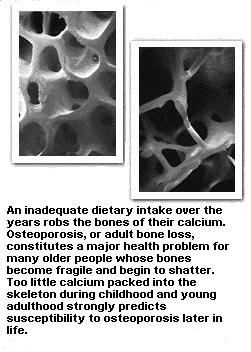 An inadequate dietary intake over the
years robs the bones of their calcium.
Osteoporosis, or adult bone loss,
constitutes a major health problem for
many older people whose bones
become fragile and begin to shatter.
Too little calcium packed into the
skeleton during childhood and young
adulthood strongly predicts
susceptibility to osteoporosis later in
life.